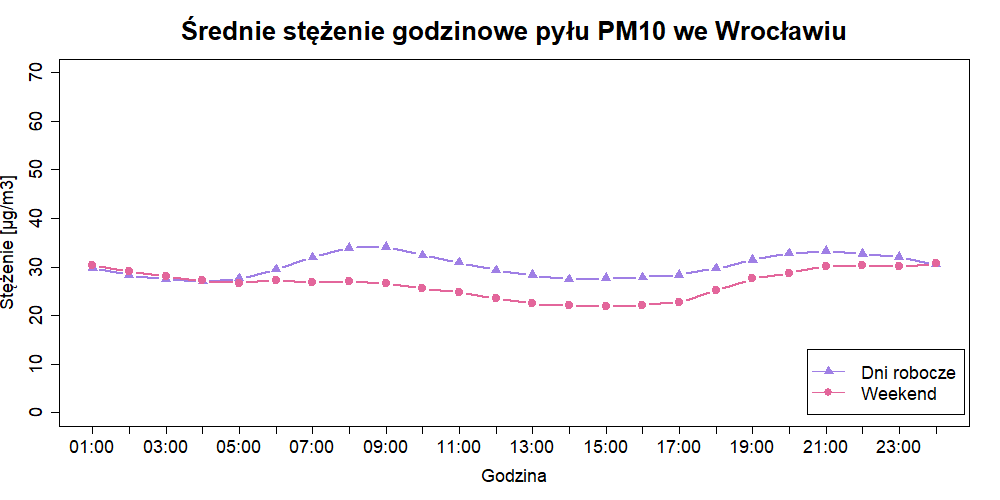 Średnie stężenie godzinowe pyłu PM10 we Wrocławiu
Stężenie [µg/m3]
70
60
50
40
30
20
10
0
01:00 03:00 05:00 07:00 09:00 11:00 13:00 15:00 17:00 19:00 21:00 23:00
Godzina
Dni robocze
Weekend